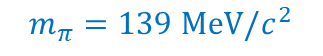 m_π = 139 MeV/c²